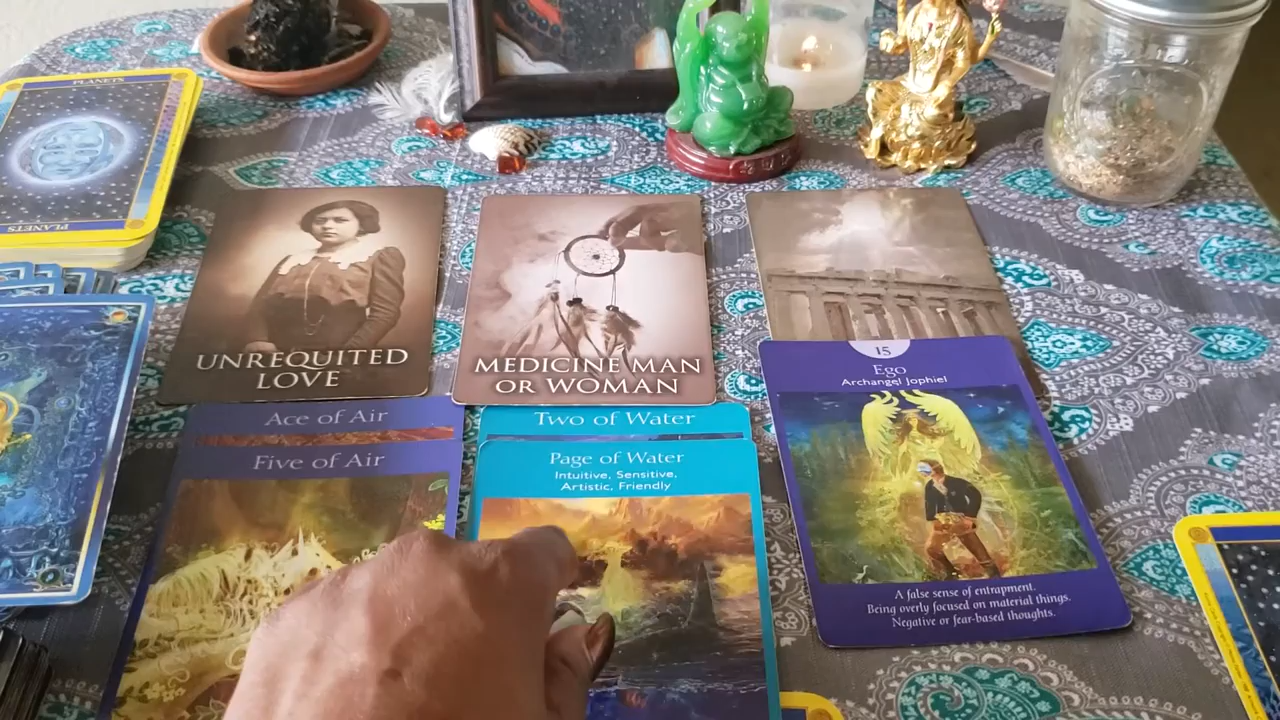 PLANETS
PLANETS
UNREQUITED
LOVE
MEDICINE MAN
OR WOMAN
Ace of Air
Five of Air
Two of Water
Page of Water
Intuitive, Sensitive,
Artistic, Friendly
15
Ego
Archangel Jophiel
A false sense of entrapment.
Being overly focused on material things.
Negative or fear-based thoughts.